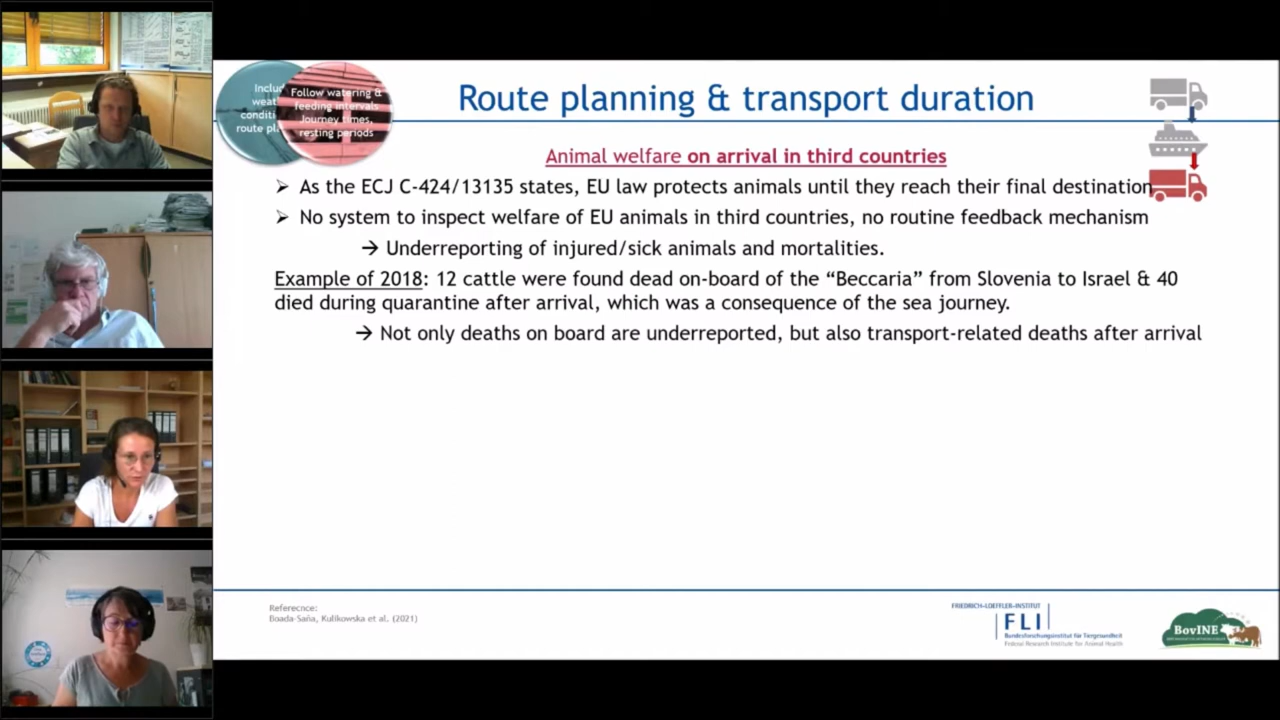 Route planning & transport duration
Follow watering &
feeding intervals
Journey times,
resting periods
Animal welfare on arrival in third countries
➢ As the ECJ C-424/13135 states, EU law protects animals until they reach their final destination
➢ No system to inspect welfare of EU animals in third countries, no routine feedback mechanism
→ Underreporting of injured/sick animals and mortalities.
Example of 2018: 12 cattle were found dead on-board of the “Beccaria” from Slovenia to Israel & 40
died during quarantine after arrival, which was a consequence of the sea journey.
→ Not only deaths on board are underreported, but also transport-related deaths after arrival
Referecnce:
Boada-Saña, Kulikowska et al. (2021)
FRIEDRICH-LOEFFLER-INSTITUT
FLI
Bundesforschungsinstitut für Tiergesundheit
Federal Research Institute for Animal Health
BovINE